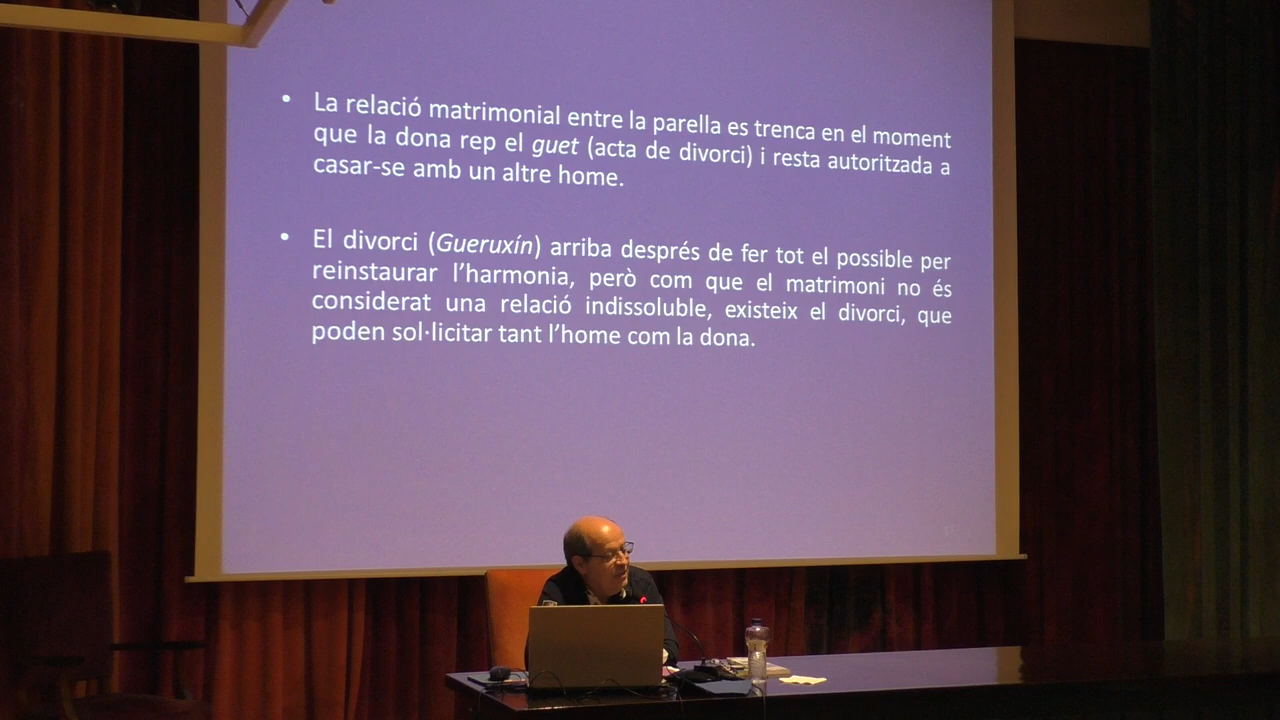 • La relació matrimonial entre la parella es trenca en el moment
que la dona rep el guet (acta de divorci) i resta autoritzada a
casar-se amb un altre home.
• El divorci (Gueruxín) arriba després de fer tot el possible per
reinstaurar l’harmonia, però com que el matrimoni no és
considerat una relació indissoluble, existeix el divorci, que
poden sol·licitar tant l’home com la dona.